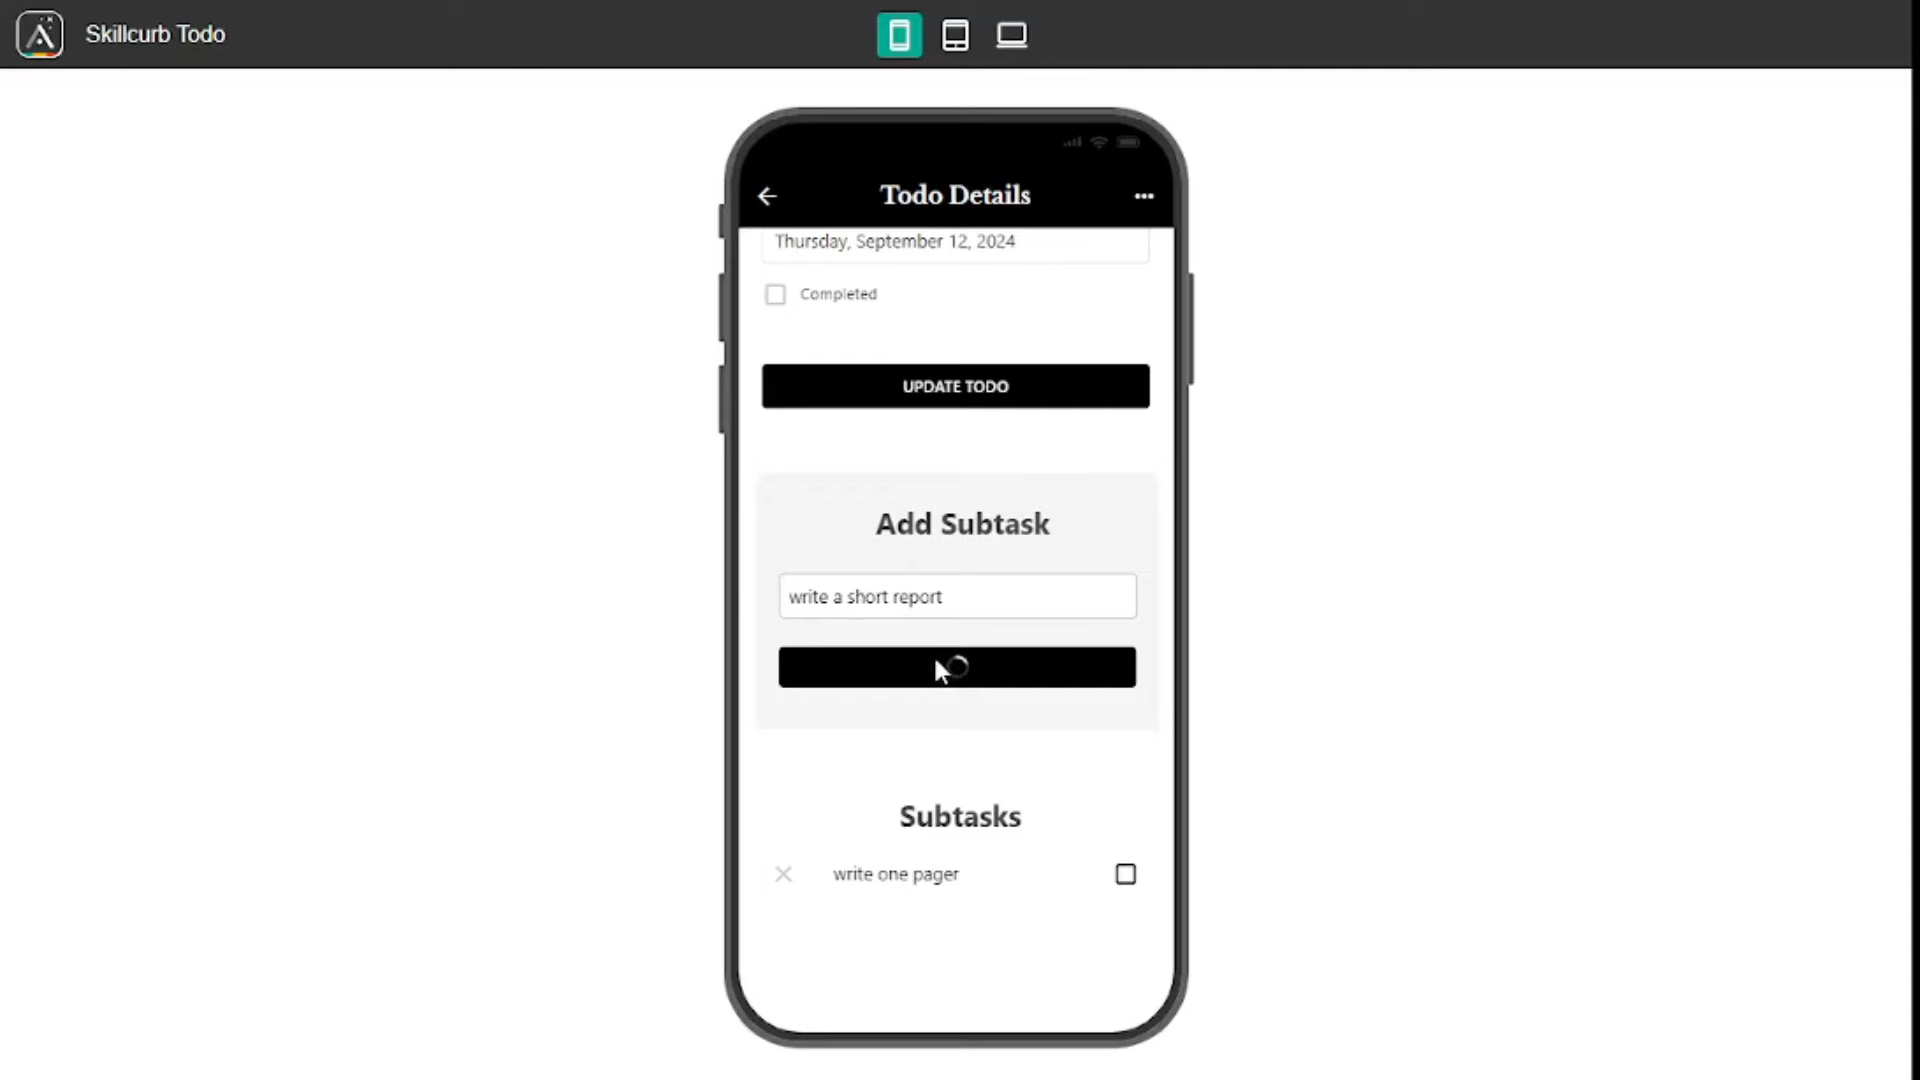 Skillcurb Todo
Todo Details
Thursday, September 12, 2024
Completed
UPDATE TODO
Add Subtask
write a short report
Subtasks
write one pager